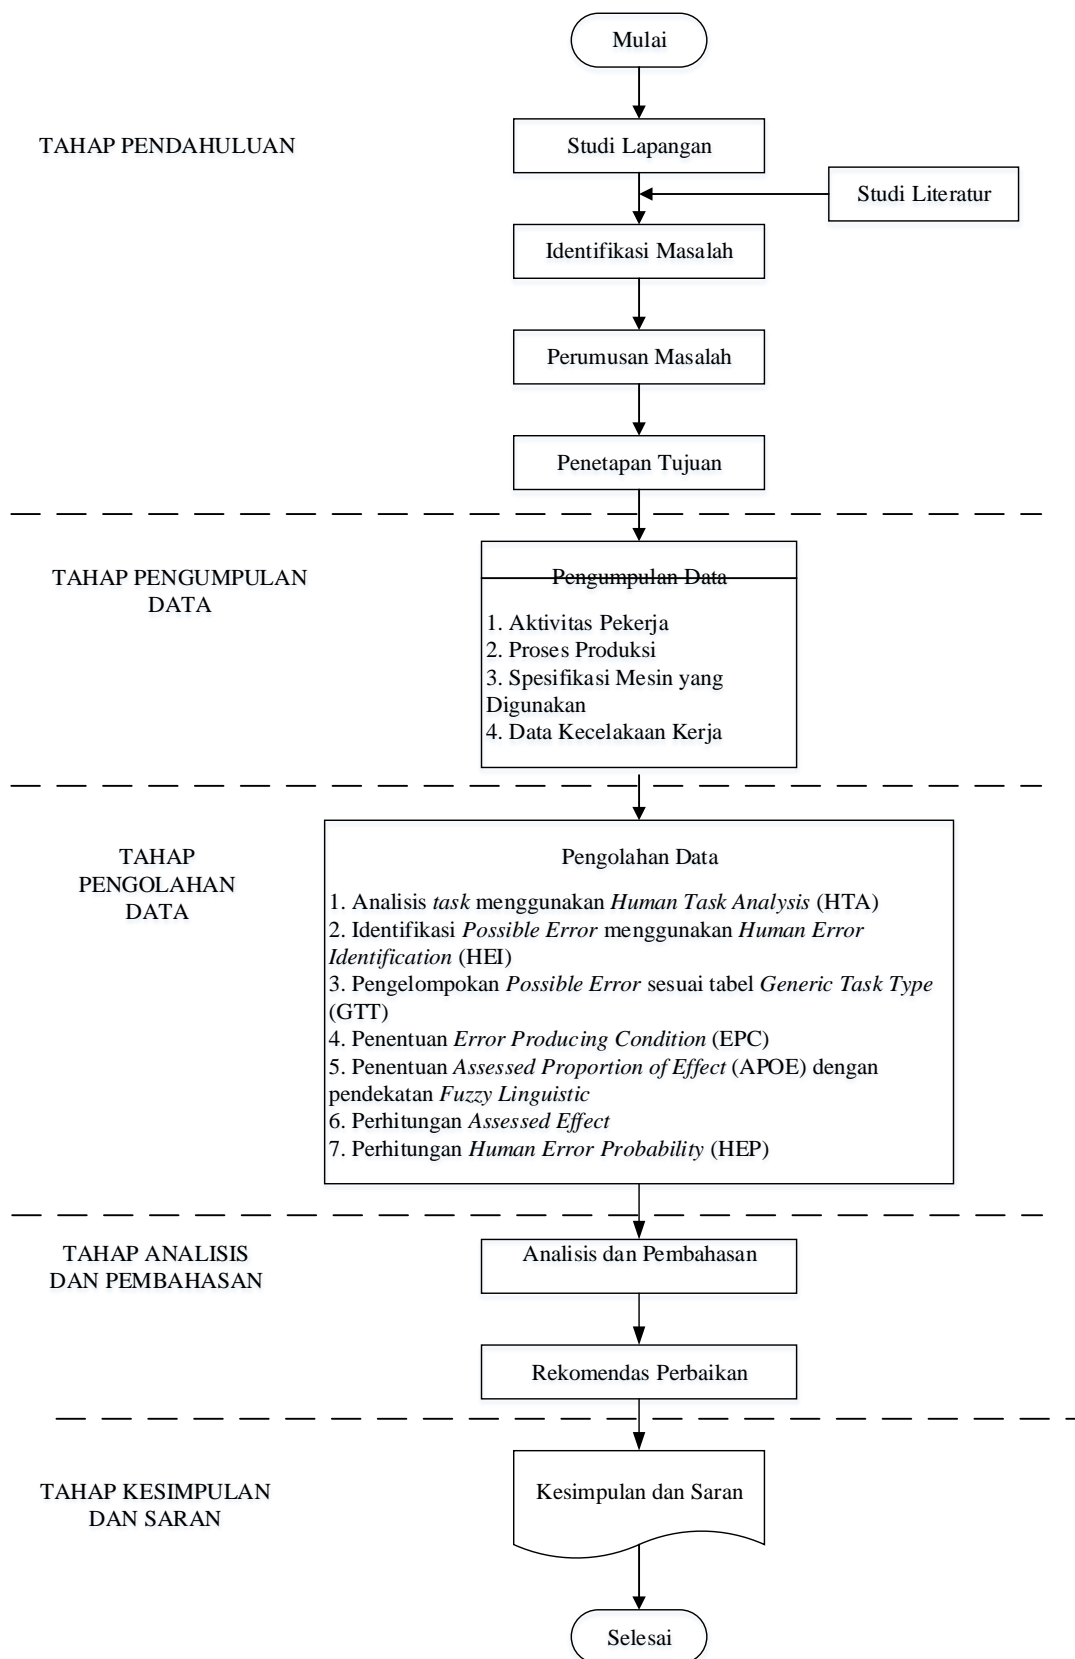 Mulai
TAHAP PENDAHULUAN
Studi Lapangan
Studi Literatur
Identifikasi Masalah
Perumusan Masalah
Penetapan Tujuan
TAHAP PENGUMPULAN
DATA
Pengumpulan Data
1. Aktivitas Pekerja
2. Proses Produksi
3. Spesifikasi Mesin yang
Digunakan
4. Data Kecelakaan Kerja
TAHAP
PENGOLAHAN
DATA
Pengolahan Data
1. Analisis task menggunakan Human Task Analysis (HTA)
2. Identifikasi Possible Error menggunakan Human Error
Identification (HEI)
3. Pengelompokan Possible Error sesuai tabel Generic Task Type
(GTT)
4. Penentuan Error Producing Condition (EPC)
5. Penentuan Assessed Proportion of Effect (APOE) dengan
pendekatan Fuzzy Linguistic
6. Perhitungan Assessed Effect
7. Perhitungan Human Error Probability (HEP)
TAHAP ANALISIS
DAN PEMBAHASAN
Analisis dan Pembahasan
Rekomendas Perbaikan
TAHAP KESIMPULAN
DAN SARAN
Kesimpulan dan Saran
Selesai